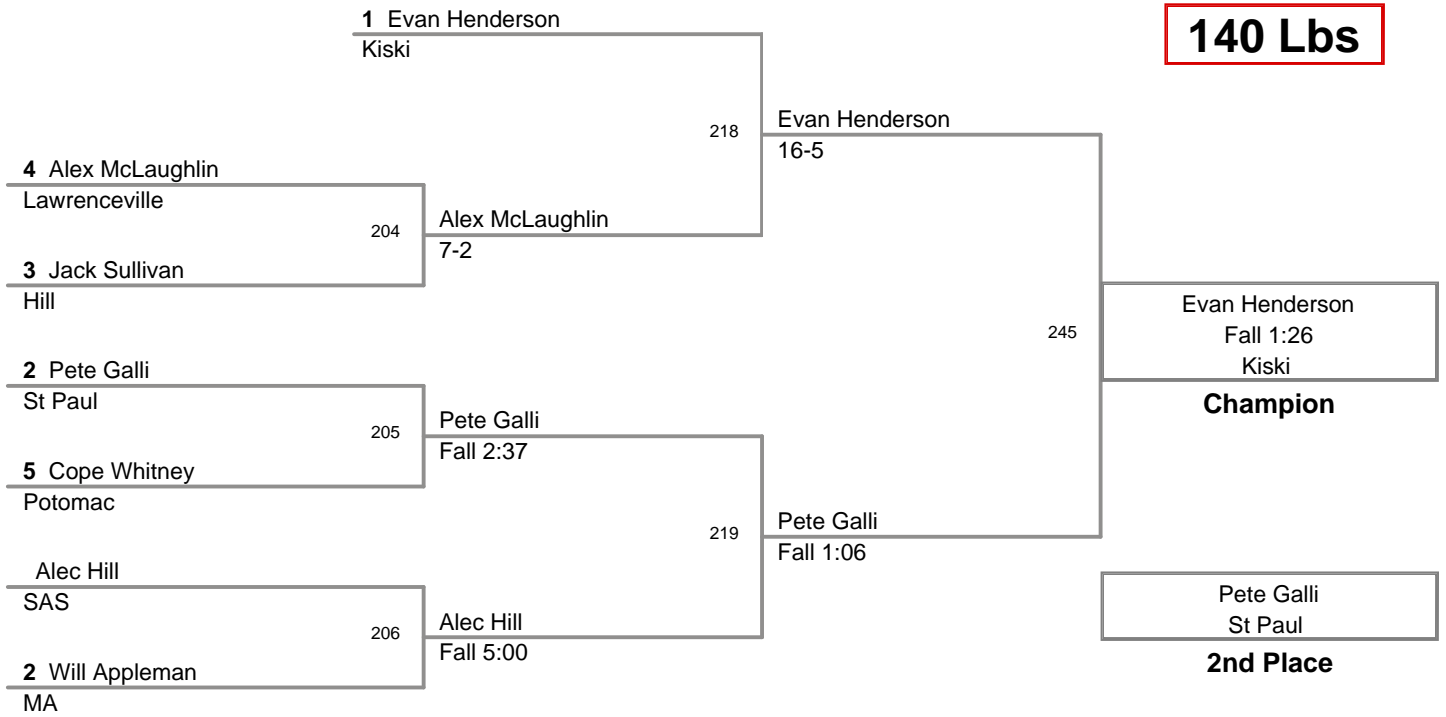 1 Evan Henderson
Kiski
140 Lbs
218
Evan Henderson
16-5
4 Alex McLaughlin
Lawrenceville
204
Alex McLaughlin
7-2
3 Jack Sullivan
Hill
245
Evan Henderson
Fall 1:26
Kiski
Champion
2 Pete Galli
St Paul
205
Pete Galli
Fall 2:37
5 Cope Whitney
Potomac
219
Pete Galli
Fall 1:06
Alec Hill
SAS
206
Alec Hill
Fall 5:00
2 Will Appleman
MA
Pete Galli
St Paul
2nd Place